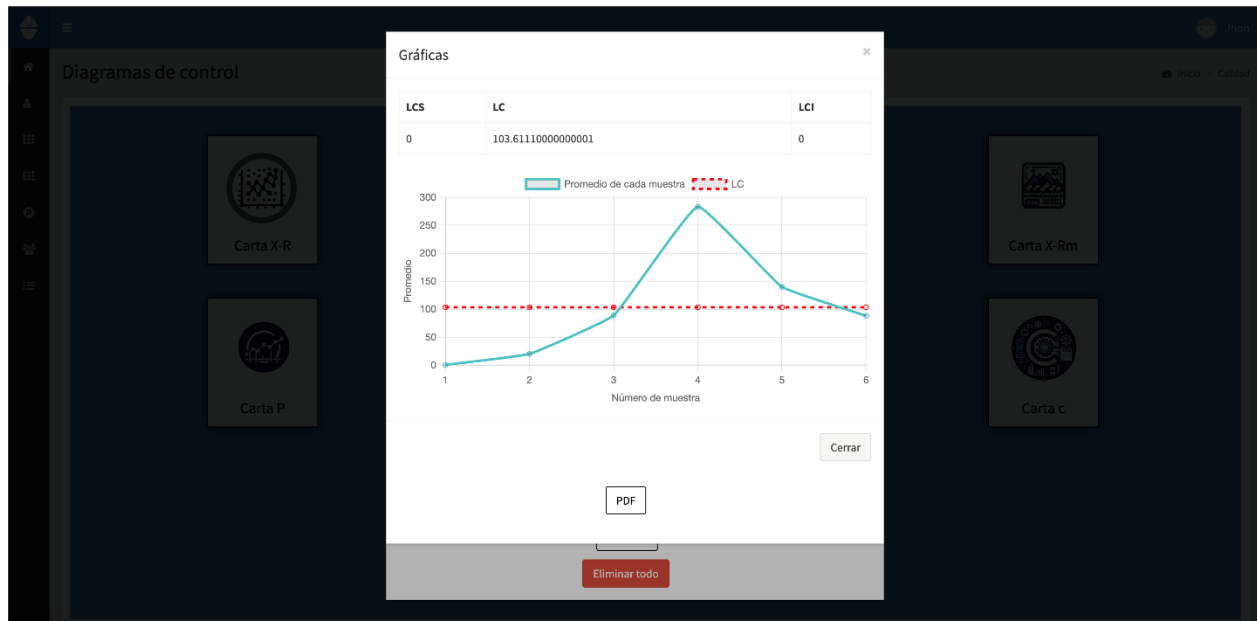 Jhon
Diagramas de control
Inicio > Calidad
Gráficas
×
LCS LC LCI
0 103.61110000000001 0
Promedio de cada muestra LC
300
250
200
150
100
50
0
Promedio
1 2 3 4 5 6
Número de muestra
Cerrar
PDF
Eliminar todo
Carta X-R
Carta X-Rm
Carta P
Carta c